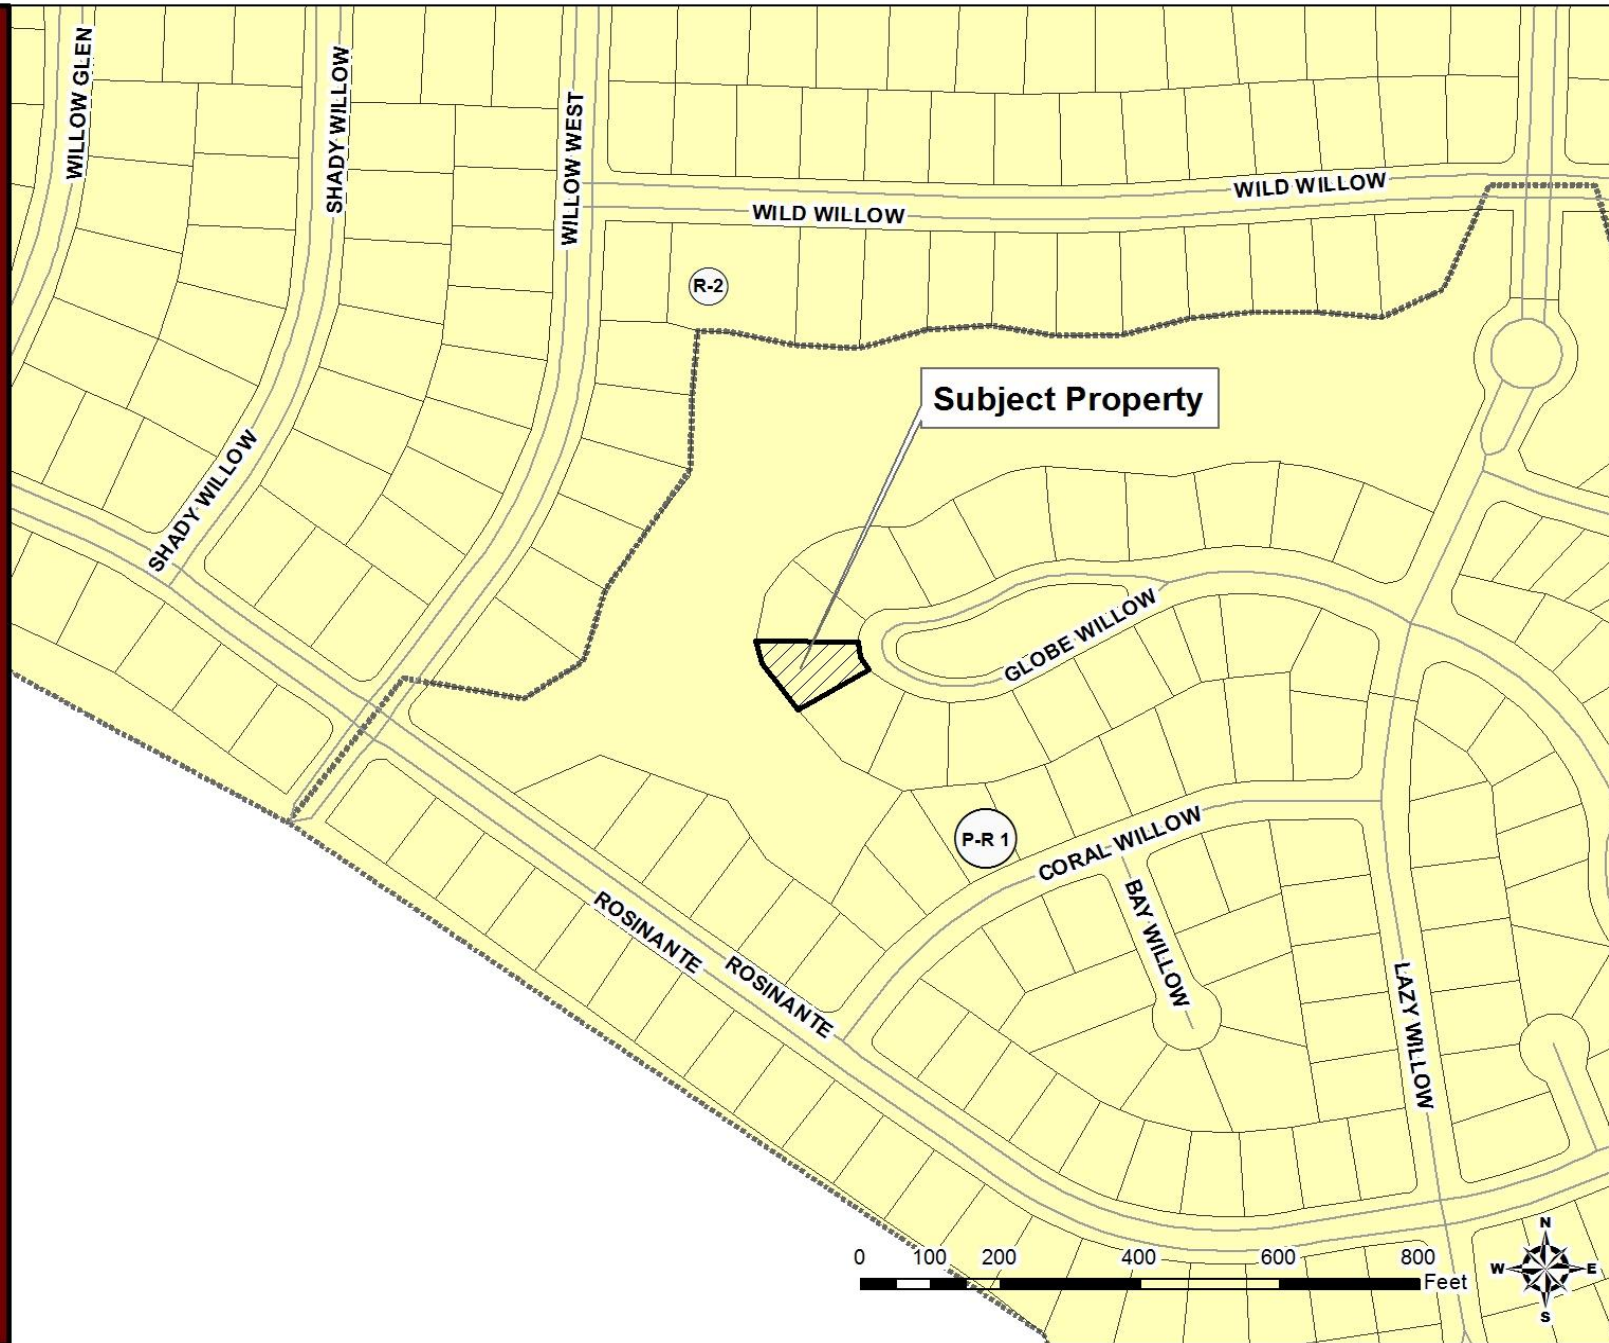 WILLOW GLEN
SHADY WILLOW
WILLOW WEST
WILD WILLOW
WILD WILLOW
R-2
Subject Property
SHADY WILLOW
GLOBE WILLOW
P-R 1
CORAL WILLOW
BAY WILLOW
ROSINANTE
ROSINANTE
LAZY WILLOW
0 100 200 400 600 800
Feet
N
W E
S